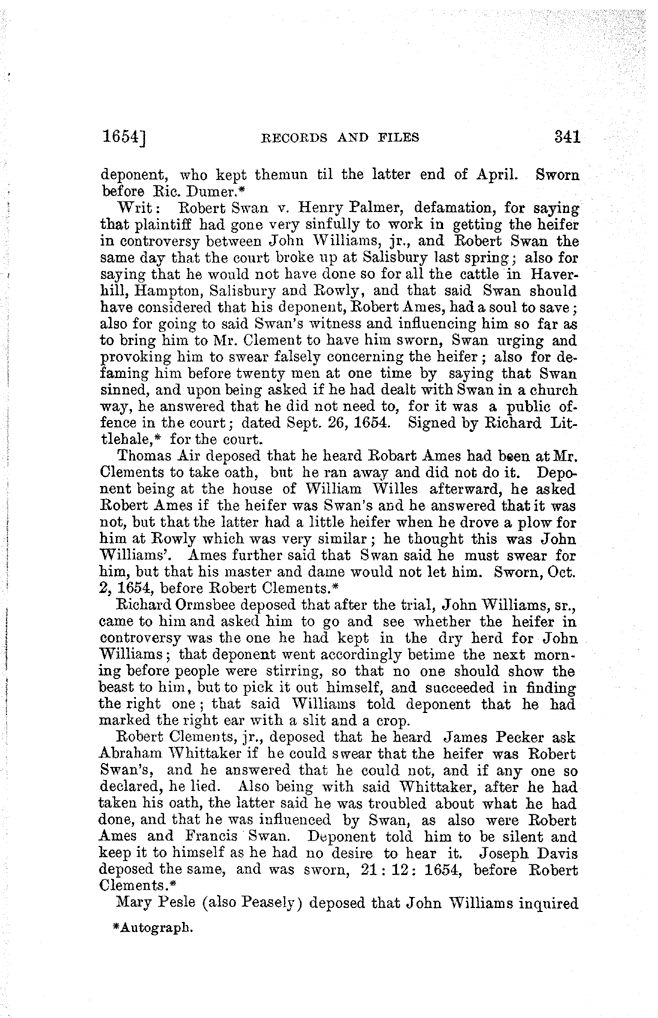 1654] RECORDS AND FILES 341
deponent, who kept themun til the latter end of April. Sworn
before Ric. Dumer.*
Writ: Robert Swan v. Henry Palmer, defamation, for saying
that plaintiff had gone very sinfully to work in getting the heifer
in controversy between John Williams, jr., and Robert Swan the
same day that the court broke up at Salisbury last spring; also for
saying that he would not have done so for all the cattle in Haver-
hill, Hampton, Salisbury and Rowly, and that said Swan should
have considered that his deponent, Robert Ames, had a soul to save;
also for going to said Swan's witness and influencing him so far as
to bring him to Mr. Clement to have him sworn, Swan urging and
provoking him to swear falsely concerning the heifer; also for de-
faming him before twenty men at one time by saying that Swan
sinned, and upon being asked if he had dealt with Swan in a church
way, he answered that he did not need to, for it was a public of-
fence in the court; dated Sept. 26, 1654. Signed by Richard Lit-
tlehale,* for the court.
Thomas Air deposed that he heard Robart Ames had been at Mr.
Clements to take oath, but he ran away and did not do it. Depo-
nent being at the house of William Willes afterward, he asked
Robert Ames if the heifer was Swan's and he answered that it was
not, but that the latter had a little heifer when he drove a plow for
him at Rowly which was very similar; he thought this was John
Williams'. Ames further said that Swan said he must swear for
him, but that his master and dame would not let him. Sworn, Oct.
2, 1654, before Robert Clements.*
Richard Ormsbee deposed that after the trial, John Williams, sr.,
came to him and asked him to go and see whether the heifer in
controversy was the one he had kept in the dry herd for John
Williams; that deponent went accordingly betime the next morn-
ing before people were stirring, so that no one should show the
beast to him, but to pick it out himself, and succeeded in finding
the right one; that said Williams told deponent that he had
marked the right ear with a slit and a crop.
Robert Clements, jr., deposed that he heard James Pecker ask
Abraham Whittaker if he could swear that the heifer was Robert
Swan's, and he answered that he could not, and if any one so
declared, he lied. Also being with said Whittaker, after he had
taken his oath, the latter said he was troubled about what he had
done, and that he was influenced by Swan, as also were Robert
Ames and Francis Swan. Deponent told him to be silent and
keep it to himself as he had no desire to hear it. Joseph Davis
deposed the same, and was sworn, 21: 12: 1654, before Robert
Clements.*
Mary Pesle (also Peasely) deposed that John Williams inquired
*Autograph.